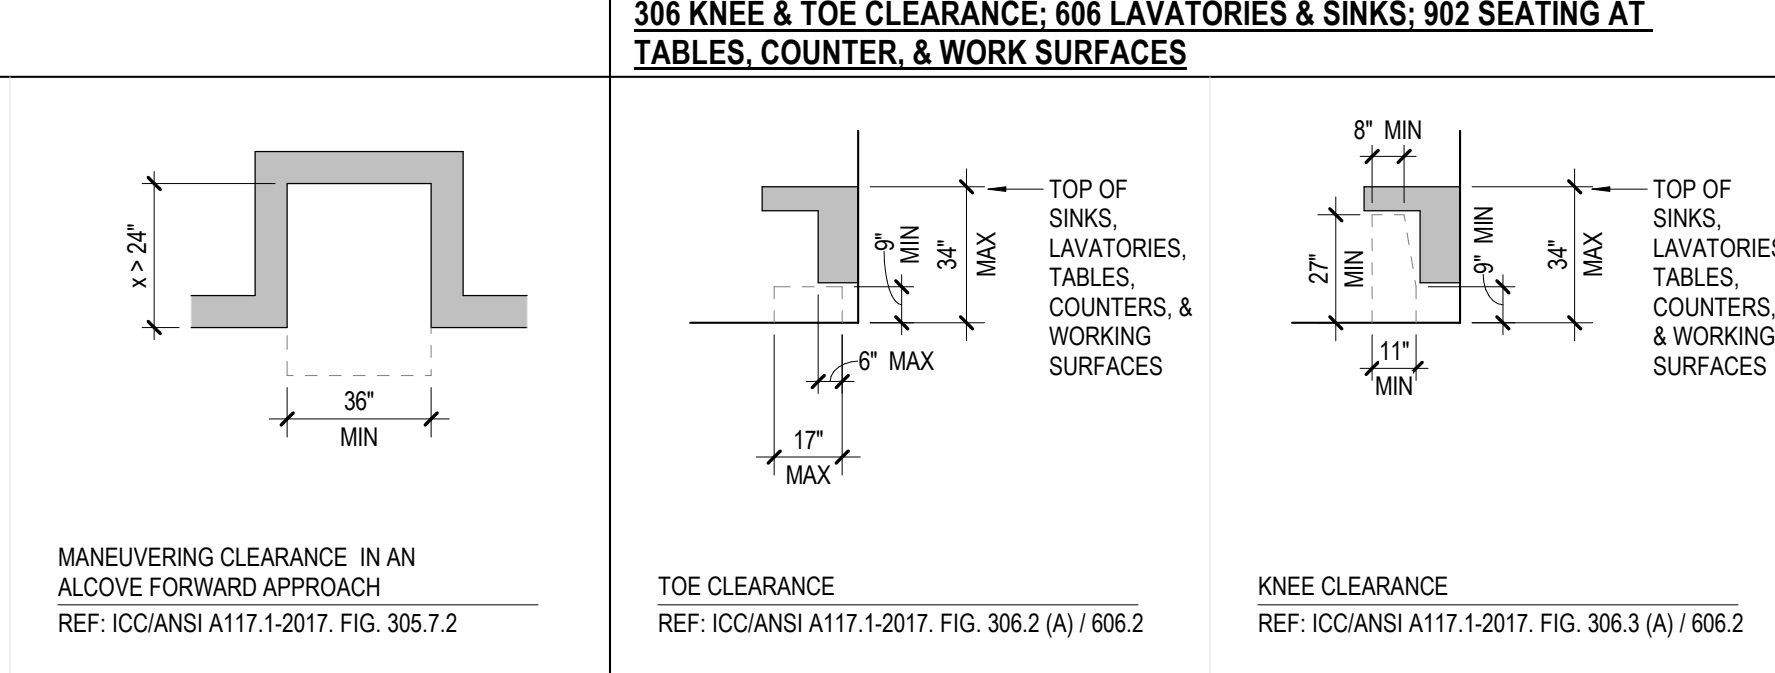 306 KNEE & TOE CLEARANCE; 606 LAVATORIES & SINKS; 902 SEATING AT
TABLES, COUNTER, & WORK SURFACES
x > 24"
36"
MIN
MANEUVERING CLEARANCE IN AN
ALCOVE FORWARD APPROACH
REF: ICC/ANSI A117.1-2017. FIG. 305.7.2
9"
MIN
34"
MAX
TOP OF
SINKS,
LAVATORIES,
TABLES,
COUNTERS, &
WORKING
SURFACES
6" MAX
17"
MAX
TOE CLEARANCE
REF: ICC/ANSI A117.1-2017. FIG. 306.2 (A) / 606.2
8" MIN
27"
MIN
9" MIN
34"
MAX
TOP OF
SINKS,
LAVATORIES
TABLES,
COUNTERS,
& WORKING
SURFACES
11"
MIN
KNEE CLEARANCE
REF: ICC/ANSI A117.1-2017. FIG. 306.3 (A) / 606.2